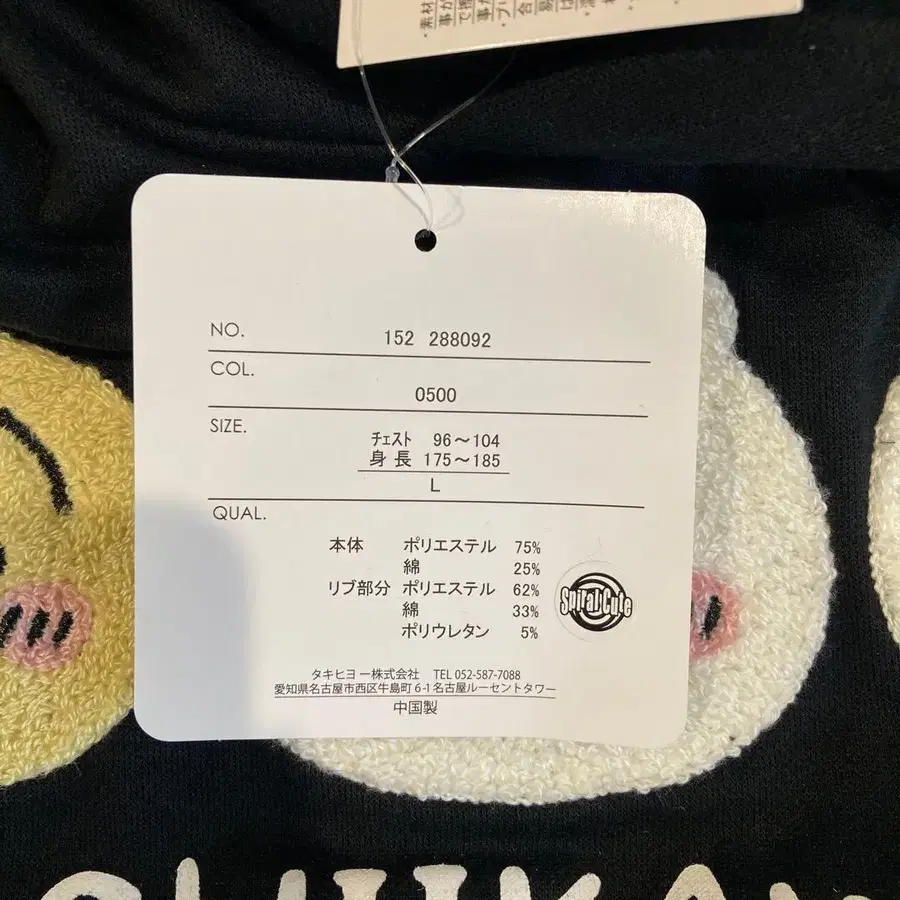 NO. 152 288092
COL. 0500
SIZE.
チェスト 96〜104
身長 175〜185
L
QUAL.
本体 ポリエステル 75%
綿 25%
リブ部分 ポリエステル 62%
綿 33%
ポリウレタン 5%
Spiral Cute
タキヒヨー株式会社 TEL 052-587-7088
愛知県名古屋市西区牛島町6-1名古屋ルーセントタワー
中国製